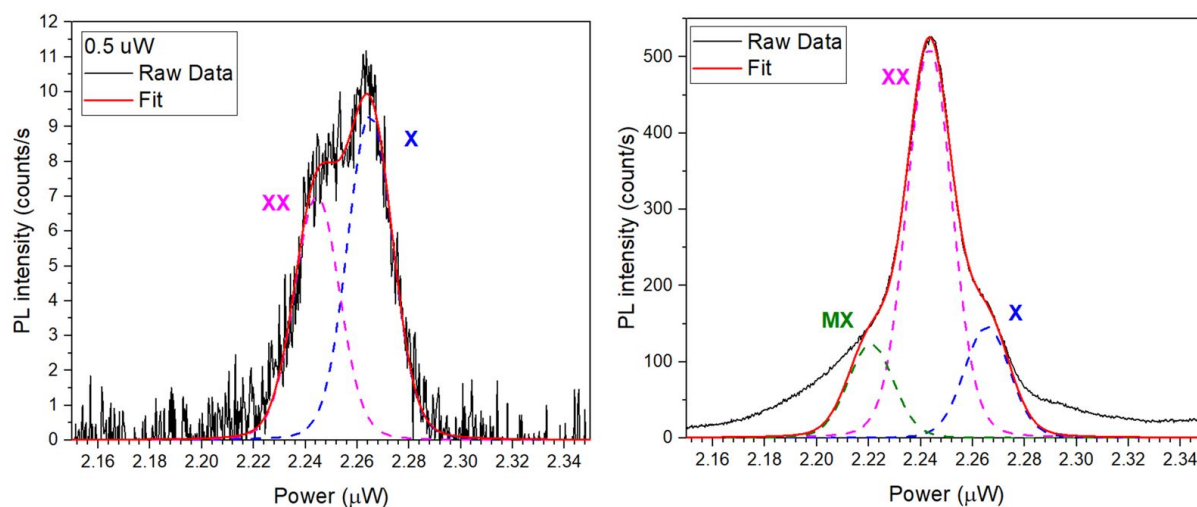 12
11
10
9
8
7
6
5
4
3
2
1
0
PL intensity (counts/s)
0.5 uW
Raw Data
Fit
XX
X
2.16 2.18 2.20 2.22 2.24 2.26 2.28 2.30 2.32 2.34
Power (μW)
500
400
300
200
100
0
PL intensity (counts/s)
Raw Data
Fit
XX
MX
X
2.16 2.18 2.20 2.22 2.24 2.26 2.28 2.30 2.32 2.34
Power (μW)